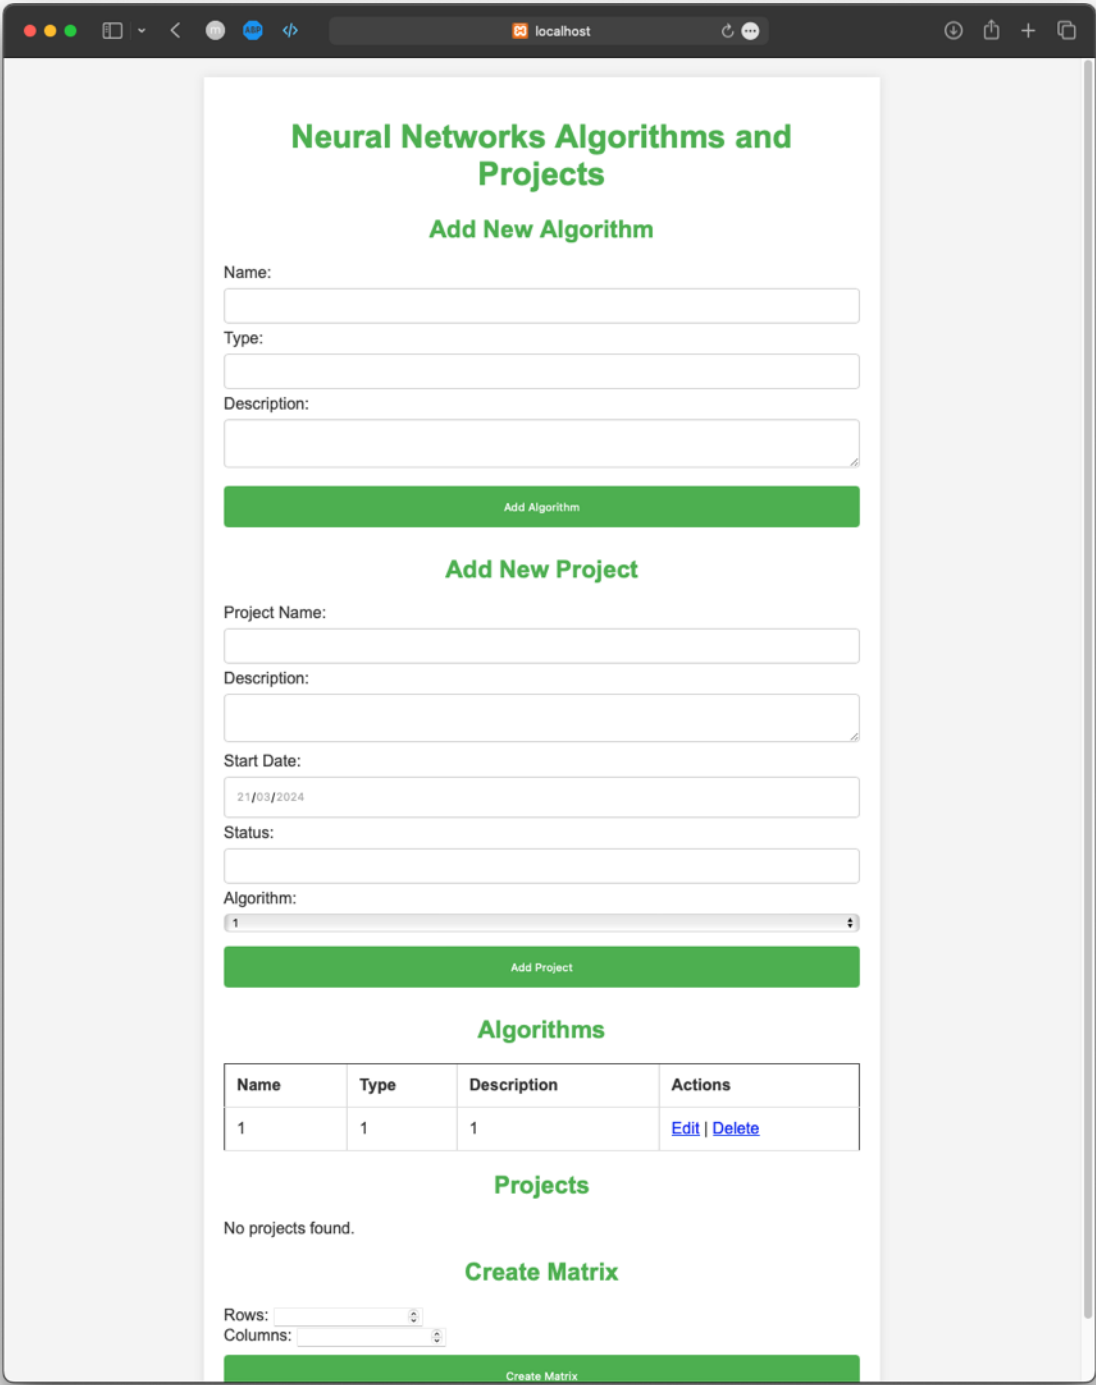 m
ABP
localhost
Neural Networks Algorithms and
Projects
Add New Algorithm
Name:
Type:
Description:
Add Algorithm
Add New Project
Project Name:
Description:
Start Date:
21/03/2024
Status:
Algorithm:
1
Add Project
Algorithms
Name Type Description Actions
1 1 1 Edit | Delete
Projects
No projects found.
Create Matrix
Rows:
Columns:
Create Matrix